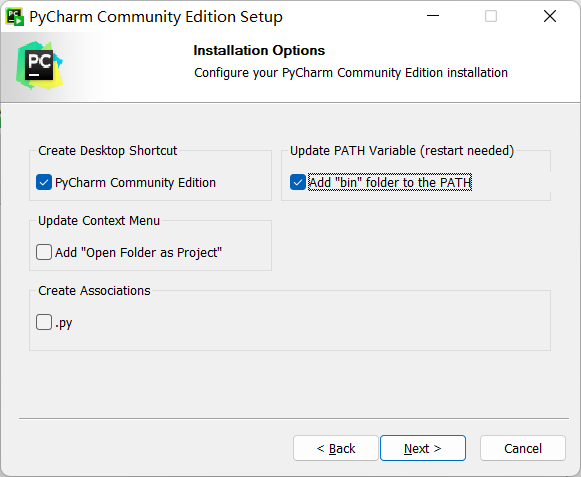 PyCharm Community Edition Setup
PC
Installation Options
Configure your PyCharm Community Edition installation
Create Desktop Shortcut
PyCharm Community Edition
Update PATH Variable (restart needed)
Add "bin" folder to the PATH
Update Context Menu
Add "Open Folder as Project"
Create Associations
.py
< Back
Next >
Cancel